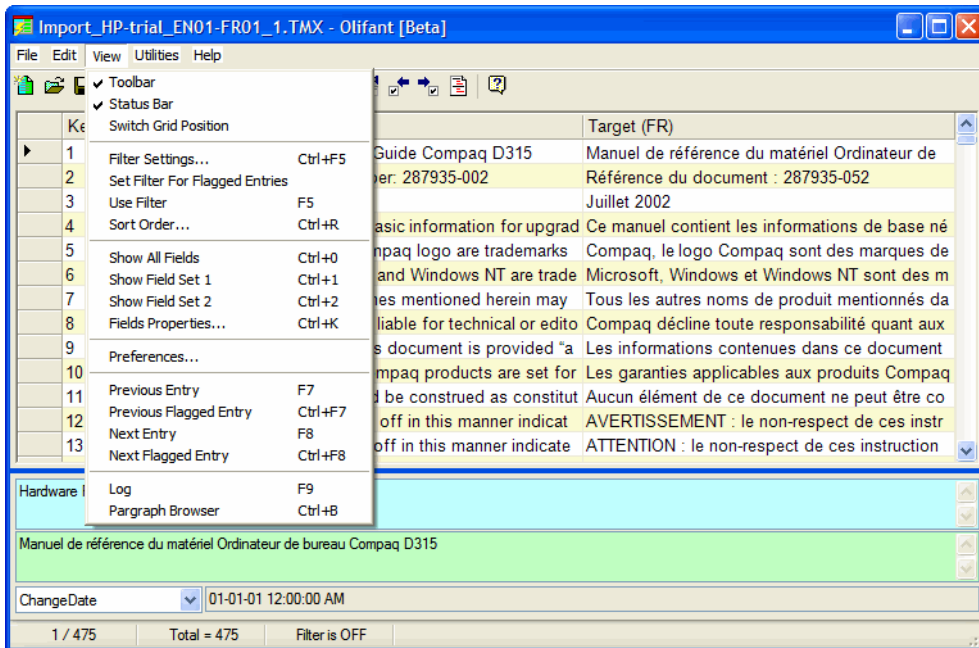 Import_HP-trial_EN01-FR01_1.TMX - Olifant [Beta]
File Edit View Utilities Help
Toolbar
Status Bar
Switch Grid Position
Filter Settings... Ctrl+F5
Set Filter For Flagged Entries
Use Filter F5
Sort Order... Ctrl+R
Show All Fields Ctrl+0
Show Field Set 1 Ctrl+1
Show Field Set 2 Ctrl+2
Fields Properties... Ctrl+K
Preferences...
Previous Entry F7
Previous Flagged Entry Ctrl+F7
Next Entry F8
Next Flagged Entry Ctrl+F8
Log F9
Pargraph Browser Ctrl+B
Target (FR)
1 Guide Compaq D315 Manuel de référence du matériel Ordinateur de
2 287935-002 Référence du document : 287935-052
3 Juillet 2002
4 basic information for upgrad Ce manuel contient les informations de base né
5 logo are trademarks Compaq, le logo Compaq sont des marques de
6 and Windows NT are trade Microsoft, Windows et Windows NT sont des m
7 mentioned herein may Tous les autres noms de produit mentionnés da
8 liable for technical or edito Compaq décline toute responsabilité quant aux
9 document is provided “a Les informations contenues dans ce document
10 products are set for Les garanties applicables aux produits Compaq
11 be construed as constitut Aucun élément de ce document ne peut être co
12 off in this manner indicat AVERTISSEMENT : le non-respect de ces instr
13 off in this manner indicate ATTENTION : le non-respect de ces instruction
Hardware
Manuel de référence du matériel Ordinateur de bureau Compaq D315
ChangeDate 01-01-01 12:00:00 AM
1 / 475 Total = 475 Filter is OFF